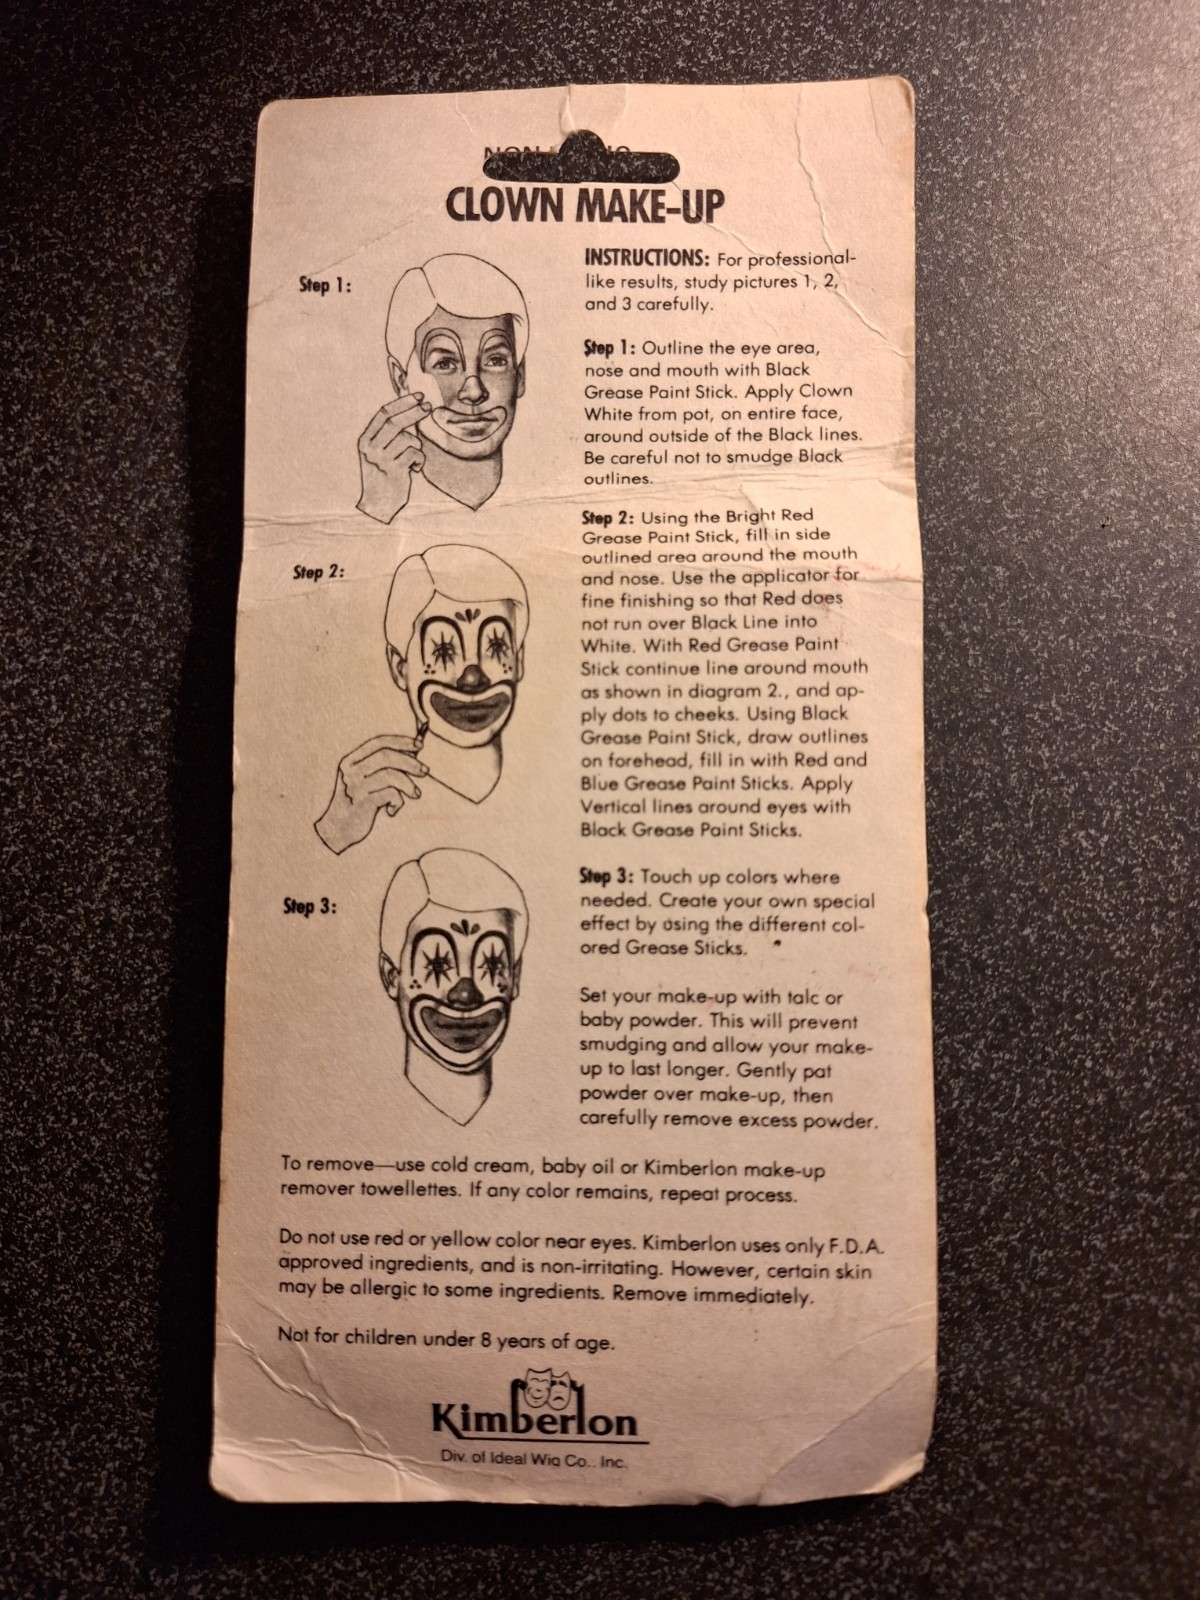 NON
CLOWN MAKE-UP
INSTRUCTIONS: For professional-
like results, study pictures 1, 2,
and 3 carefully.
Step 1:
Step 1: Outline the eye area,
nose and mouth with Black
Grease Paint Stick. Apply Clown
White from pot, on entire face,
around outside of the Black lines.
Be careful not to smudge Black
outlines.
Step 2:
Step 2: Using the Bright Red
Grease Paint Stick, fill in side
outlined area around the mouth
and nose. Use the applicator for
fine finishing so that Red does
not run over Black Line into
White. With Red Grease Paint
Stick continue line around mouth
as shown in diagram 2., and ap-
ply dots to cheeks. Using Black
Grease Paint Stick, draw outlines
on forehead, fill in with Red and
Blue Grease Paint Sticks. Apply
Vertical lines around eyes with
Black Grease Paint Sticks.
Step 3:
Step 3: Touch up colors where
needed. Create your own special
effect by using the different col-
ored Grease Sticks.
Set your make-up with talc or
baby powder. This will prevent
smudging and allow your make-
up to last longer. Gently pat
powder over make-up, then
carefully remove excess powder.
To remove—use cold cream, baby oil or Kimberlon make-up
remover towellettes. If any color remains, repeat process.
Do not use red or yellow color near eyes. Kimberlon uses only F.D.A.
approved ingredients, and is non-irritating. However, certain skin
may be allergic to some ingredients. Remove immediately.
Not for children under 8 years of age.
Kimberlon
Div. of Ideal Wig Co., Inc.